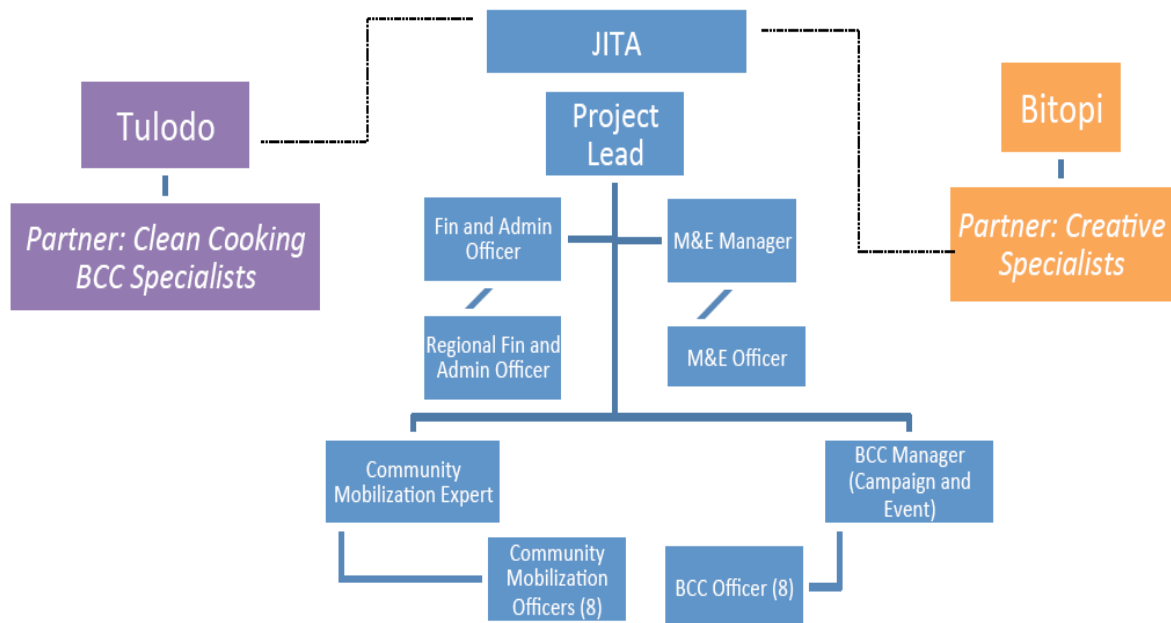 JITA
Tulodo
Project
Lead
Bitopi
Partner: Clean Cooking
BCC Specialists
Fin and Admin
Officer
M&E Manager
Partner: Creative
Specialists
Regional Fin and
Admin Officer
M&E Officer
Community
Mobilization Expert
BCC Manager
(Campaign and
Event)
Community
Mobilization
Officers (8)
BCC Officer (8)